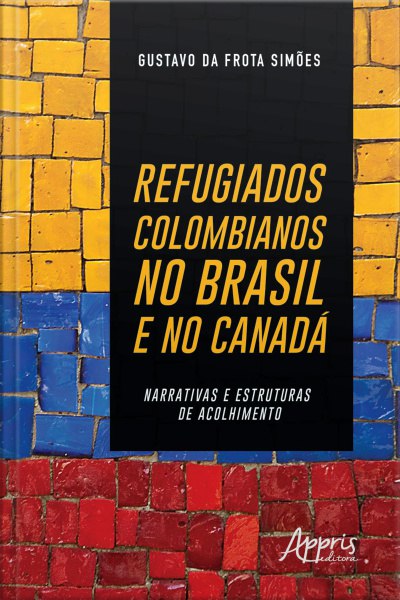 GUSTAVO DA FROTA SIMÕES
REFUGIADOS
COLOMBIANOS
NO BRASIL
E NO CANADÁ
NARRATIVAS E ESTRUTURAS
DE ACOLHIMENTO
Appris
editora